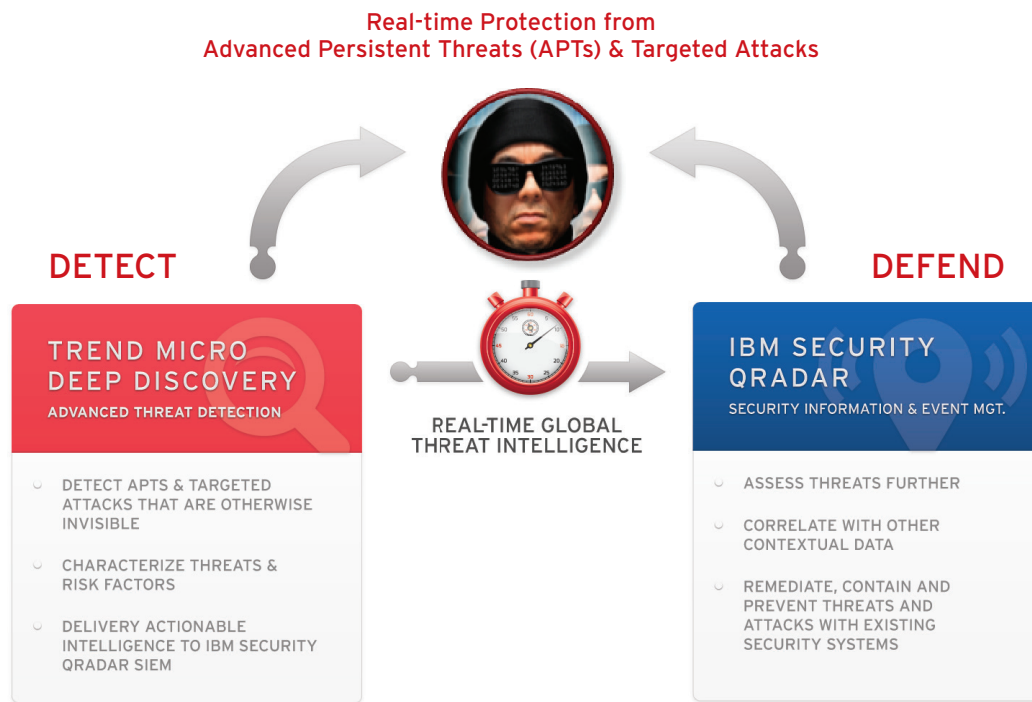 Real-time Protection from
Advanced Persistent Threats (APTs) & Targeted Attacks
DETECT
TREND MICRO
DEEP DISCOVERY
ADVANCED THREAT DETECTION
DETECT APTS & TARGETED
ATTACKS THAT ARE OTHERWISE
INVISIBLE
CHARACTERIZE THREATS &
RISK FACTORS
DELIVERY ACTIONABLE
INTELLIGENCE TO IBM SECURITY
QRADAR SIEM
REAL-TIME GLOBAL
THREAT INTELLIGENCE
DEFEND
IBM SECURITY
QRADAR
SECURITY INFORMATION & EVENT MGT.
ASSESS THREATS FURTHER
CORRELATE WITH OTHER
CONTEXTUAL DATA
REMEDIATE, CONTAIN AND
PREVENT THREATS AND
ATTACKS WITH EXISTING
SECURITY SYSTEMS